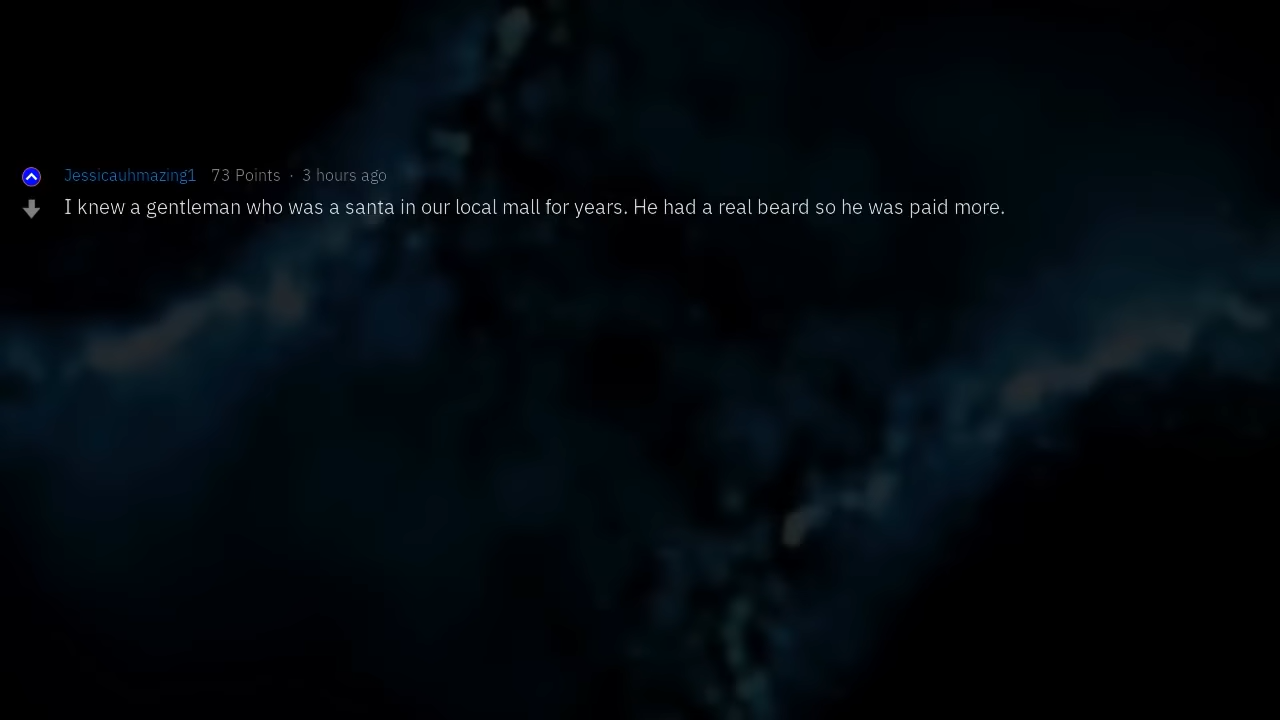 Jessicauhmazing1 73 Points · 3 hours ago
I knew a gentleman who was a santa in our local mall for years. He had a real beard so he was paid more.